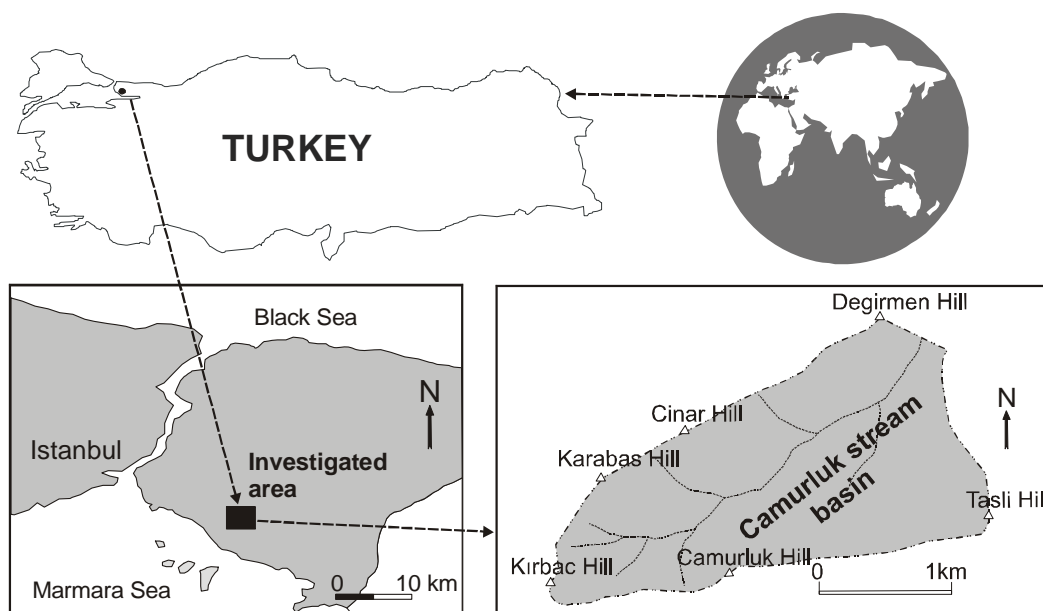 TURKEY
Black Sea
N
Istanbul
Investigated
area
Marmara Sea
0 10 km
Degirmen Hill
N
Cinar Hill
Karabas Hill
Camurluk stream
basin
Tasli Hil
Kırbac Hill
Camurluk Hill
0 1km